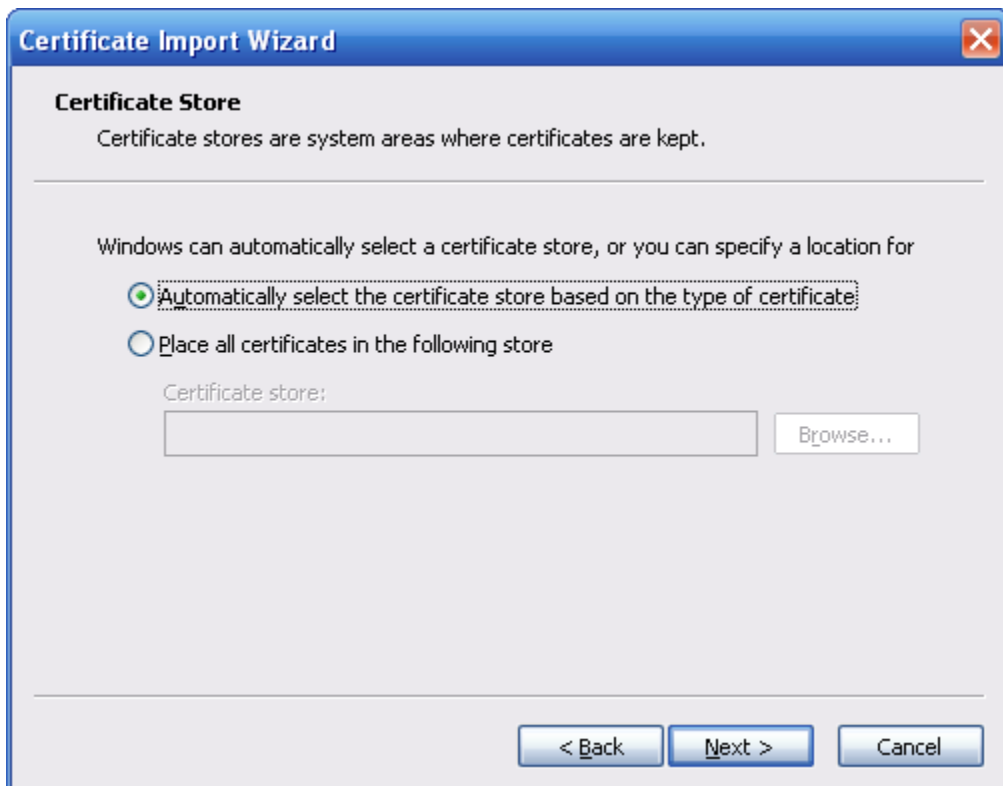 Certificate Import Wizard
Certificate Store
Certificate stores are system areas where certificates are kept.
Windows can automatically select a certificate store, or you can specify a location for
Automatically select the certificate store based on the type of certificate
Place all certificates in the following store
Certificate store:
Browse...
< Back
Next >
Cancel